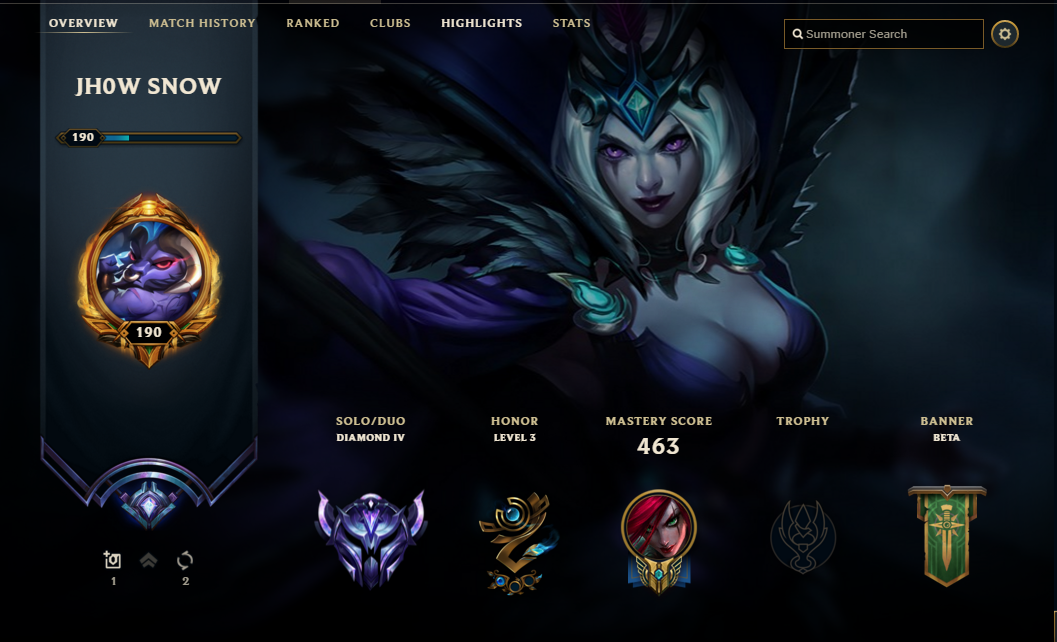 OVERVIEW MATCH HISTORY RANKED CLUBS HIGHLIGHTS STATS
Summoner Search
JH0W SNOW
190
190
SOLO/DUO HONOR MASTERY SCORE TROPHY BANNER
DIAMOND IV LEVEL 3 463 BETA
1 2